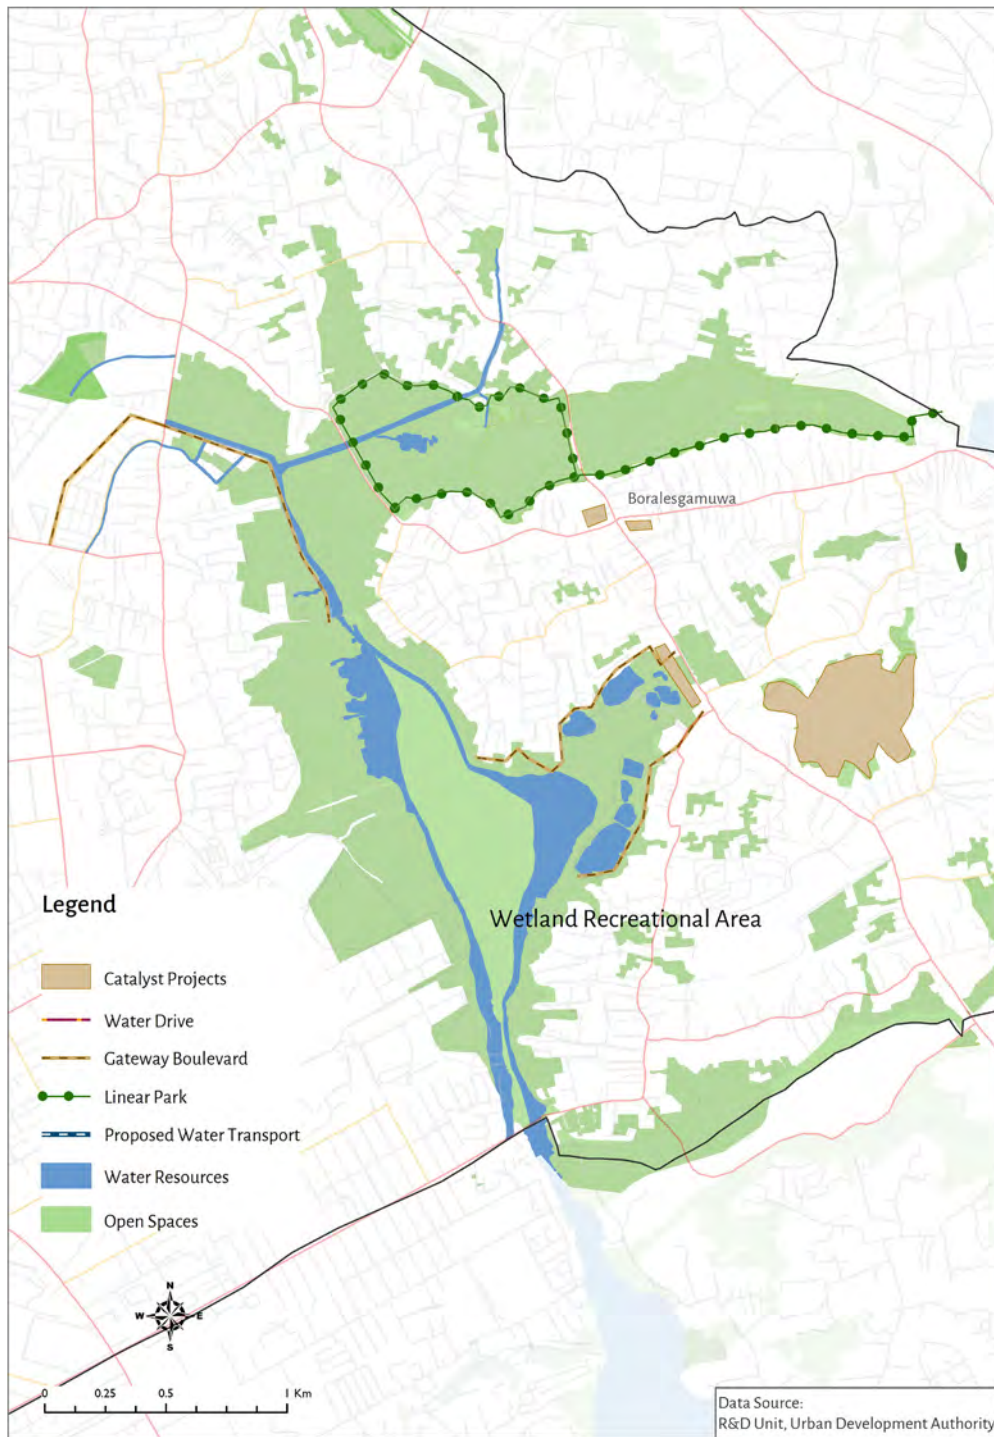 Boralesgamuwa
Wetland Recreational Area
Legend
Catalyst Projects
Water Drive
Gateway Boulevard
Linear Park
Proposed Water Transport
Water Resources
Open Spaces
N
W E
S
0 0.25 0.5 1 Km
Data Source:
R&D Unit, Urban Development Authority